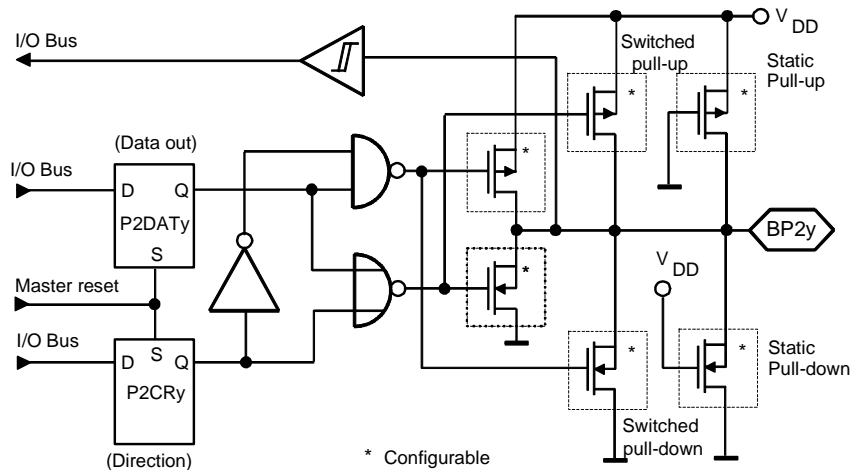 I/O Bus
V DD
Switched
pull-up
Static
Pull-up
*
*
(Data out)
I/O Bus
D Q
P2DATy
S
*
BP2y
Master reset
*
V DD
I/O Bus
S
D Q
P2CRy
*
*
Static
Pull-down
Switched
pull-down
(Direction)
* Configurable